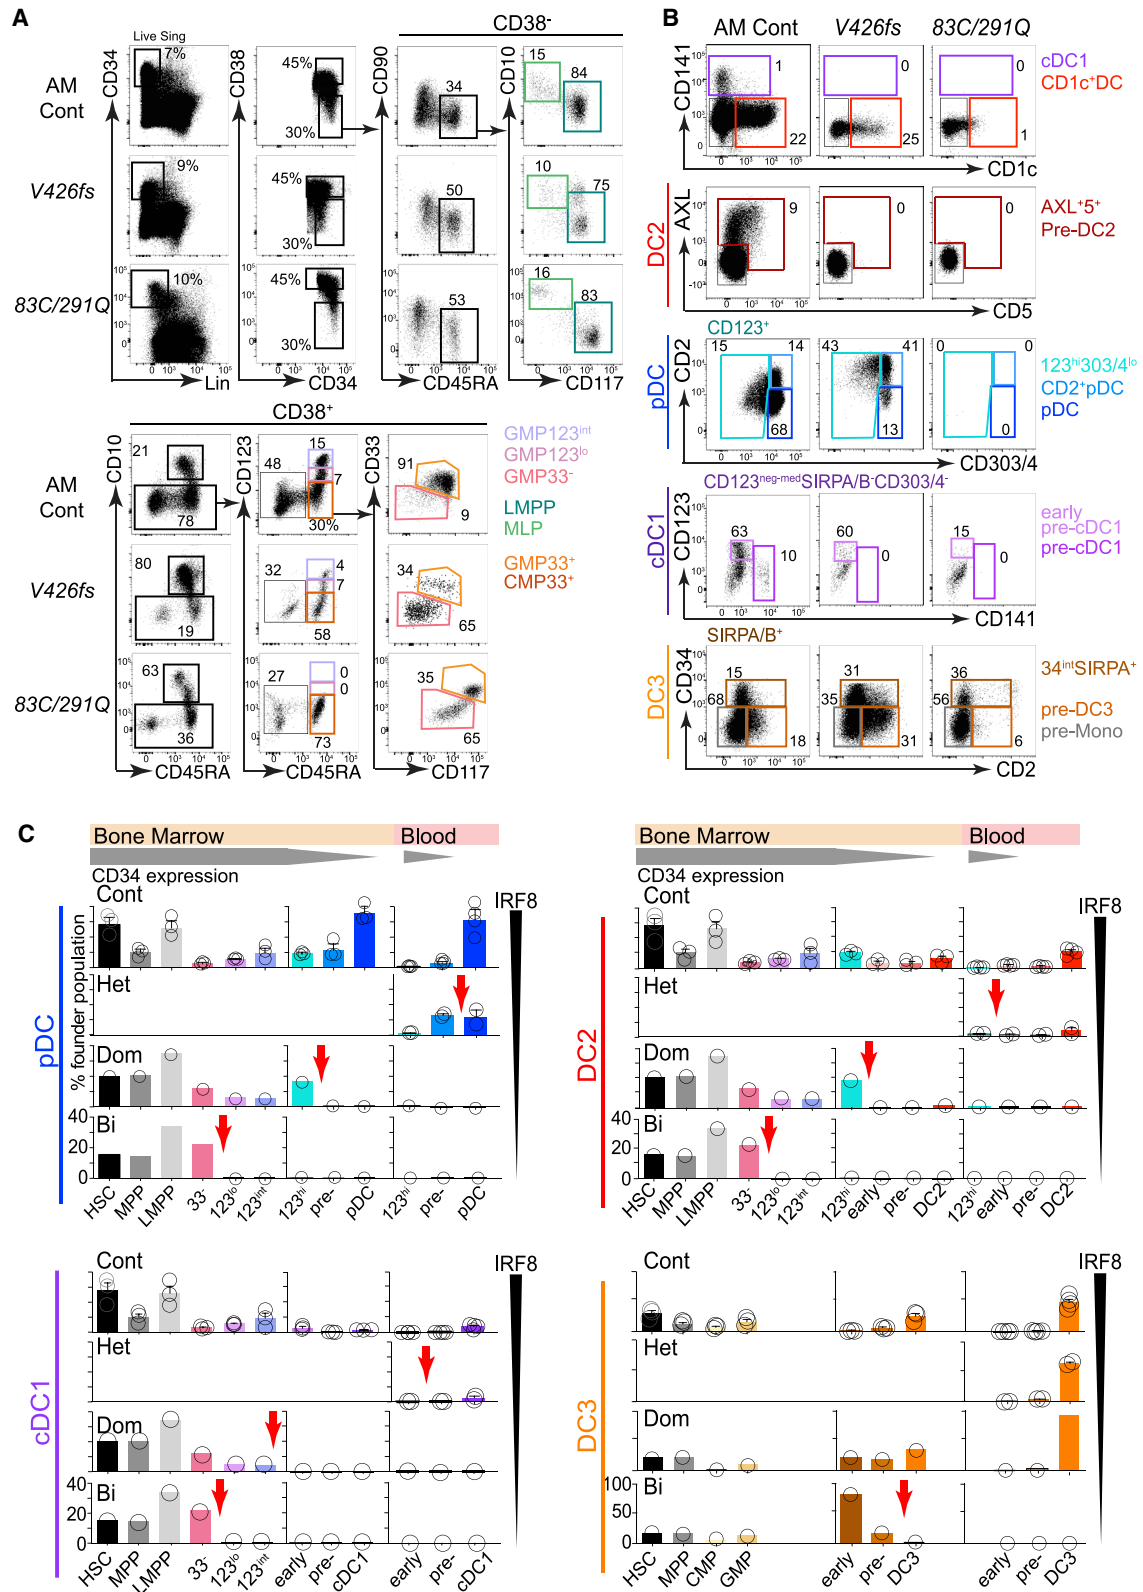 A
CD38⁻
Live Sing
CD34
7%
CD38
45%
30%
CD90
34
CD10
15
84
AM
Cont
V426fs
9%
45%
30%
50
10
75
83C/291Q
10%
45%
30%
53
16
83
Lin
CD34
CD45RA
CD117
CD38⁺
CD10
21
78
CD123
48
15
7
30%
CD33
91
9
AM
Cont
V426fs
80
19
32
4
7
58
34
65
83C/291Q
63
36
27
0
0
73
35
65
CD45RA
CD45RA
CD117
GMP123ⁱⁿᵗ
GMP123ˡᵒ
GMP33⁻
LMPP
MLP
GMP33⁺
CMP33⁺
B
AM Cont V426fs 83C/291Q
CD141
1
22
0
25
0
1
CD1c
cDC1
CD1c⁺DC
DC2
AXL
9
0
0
CD5
AXL⁺5⁺
Pre-DC2
pDC
CD123⁺
CD2
15
14
68
43
41
13
0
0
0
CD303/4
123ʰⁱ303/4ˡᵒ
CD2⁺pDC
pDC
cDC1
CD123ⁿᵉᵍ⁻ᵐᵉᵈSIRPA/B⁻CD303/4⁻
CD123
63
10
60
0
15
0
CD141
early
pre-cDC1
pre-cDC1
DC3
SIRPA/B⁺
CD34
15
68
18
31
35
31
36
56
6
CD2
34ⁱⁿᵗSIRPA⁺
pre-DC3
pre-Mono
C
Bone Marrow Blood
CD34 expression
IRF8
pDC
% founder population
Cont
Het
Dom
Bi
40
20
0
HSC MPP LMPP 33⁻ 123ˡᵒ 123ⁱⁿᵗ 123ʰⁱ pre- pDC 123ʰⁱ pre- pDC
Bone Marrow Blood
CD34 expression
IRF8
DC2
Cont
Het
Dom
Bi
40
20
0
HSC MPP LMPP 33⁻ 123ˡᵒ 123ⁱⁿᵗ 123ʰⁱ early pre- DC2 123ʰⁱ early pre- DC2
IRF8
cDC1
Cont
Het
Dom
Bi
40
20
0
HSC MPP LMPP 33⁻ 123ˡᵒ 123ⁱⁿᵗ early pre- cDC1 early pre- cDC1
IRF8
DC3
Cont
Het
Dom
Bi
100
50
0
HSC MPP CMP GMP early pre- DC3 early pre- DC3